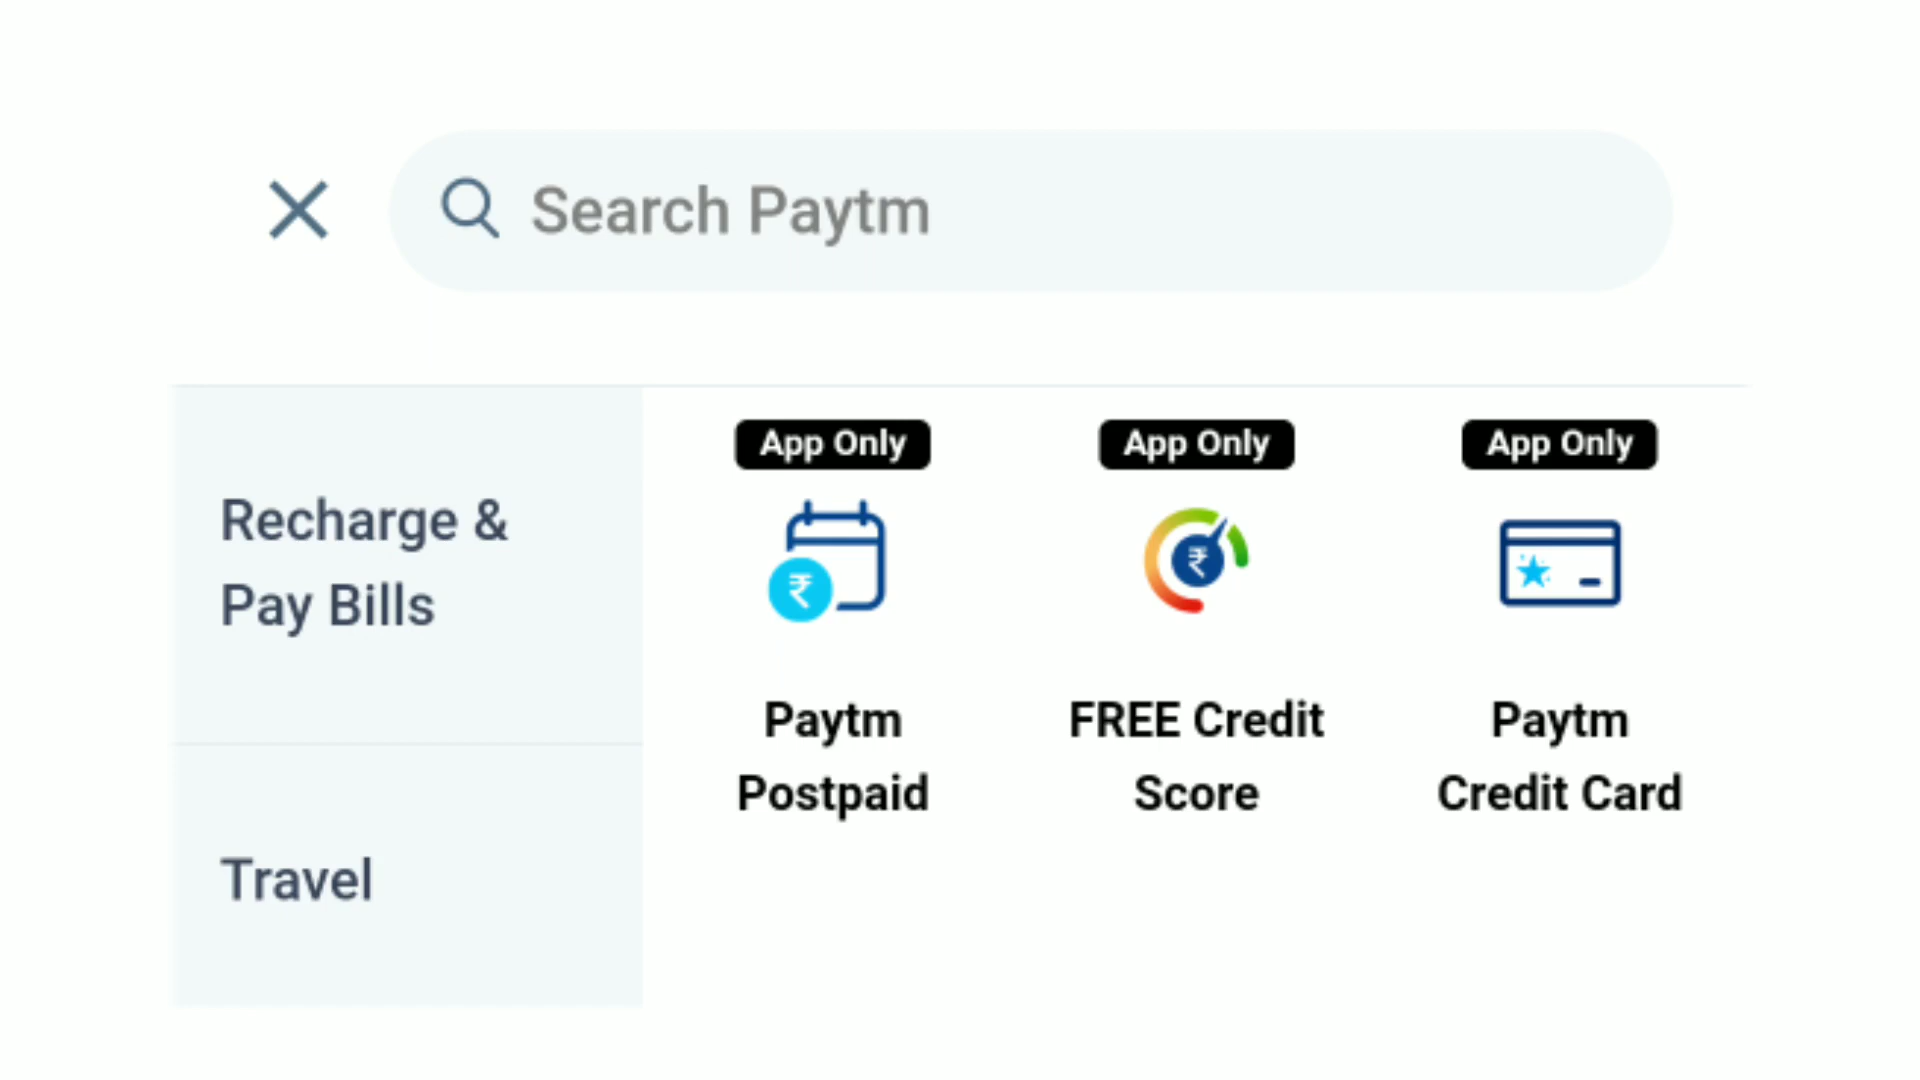 Search Paytm
Recharge &
Pay Bills
Travel
App Only
₹
Paytm
Postpaid
App Only
₹
FREE Credit
Score
App Only
Paytm
Credit Card